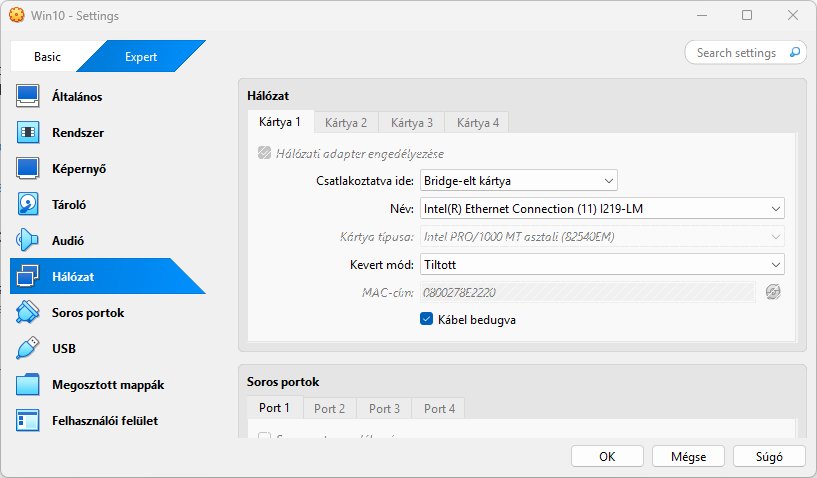 Win10 - Settings
Basic
Expert
Search settings
Általános
Rendszer
Képernyő
Tároló
Audió
Hálózat
Soros portok
USB
Megosztott mappák
Felhasználói felület
Hálózat
Kártya 1
Kártya 2
Kártya 3
Kártya 4
Hálózati adapter engedélyezése
Csatlakoztatva ide: Bridge-elt kártya
Név: Intel(R) Ethernet Connection (11) I219-LM
Kártya típusa: Intel PRO/1000 MT asztali (82540EM)
Kevert mód: Tiltott
MAC-cím: 0800278E2220
Kábel bedugva
Soros portok
Port 1
Port 2
Port 3
Port 4
OK
Mégse
Súgó